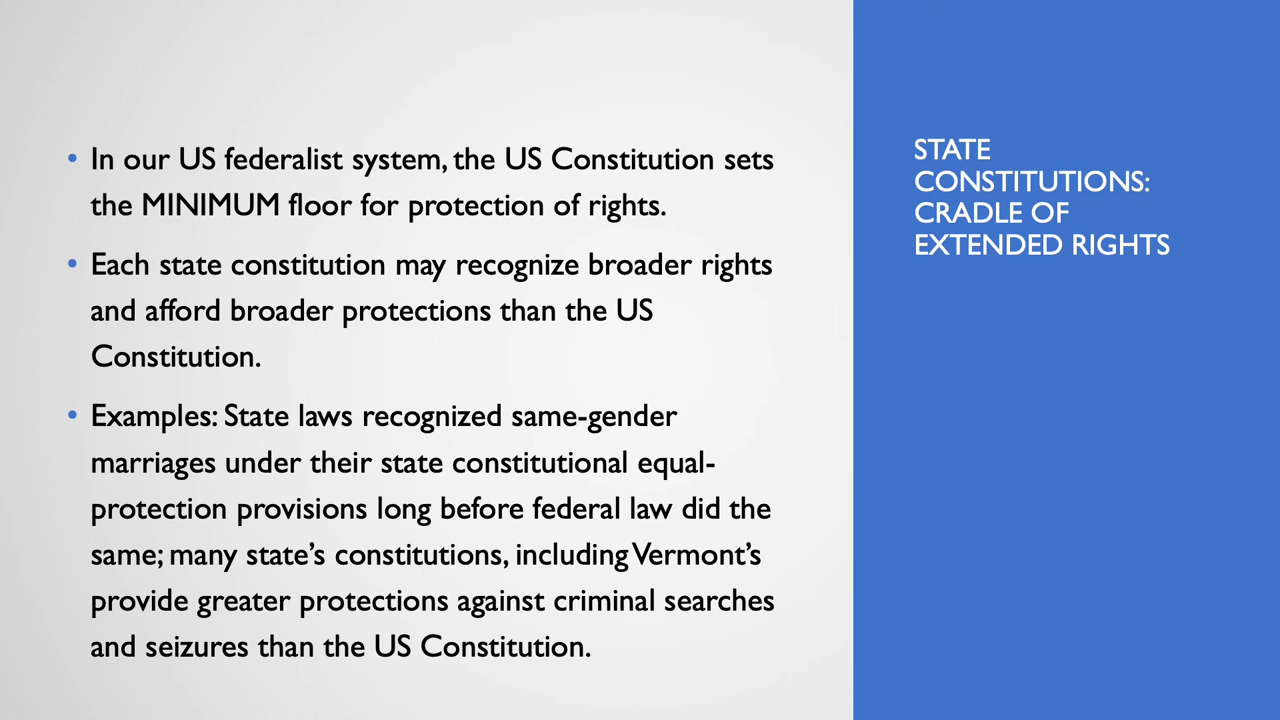 • In our US federalist system, the US Constitution sets
the MINIMUM floor for protection of rights.
• Each state constitution may recognize broader rights
and afford broader protections than the US
Constitution.
• Examples: State laws recognized same-gender
marriages under their state constitutional equal-
protection provisions long before federal law did the
same; many state's constitutions, including Vermont's
provide greater protections against criminal searches
and seizures than the US Constitution.
STATE
CONSTITUTIONS:
CRADLE OF
EXTENDED RIGHTS